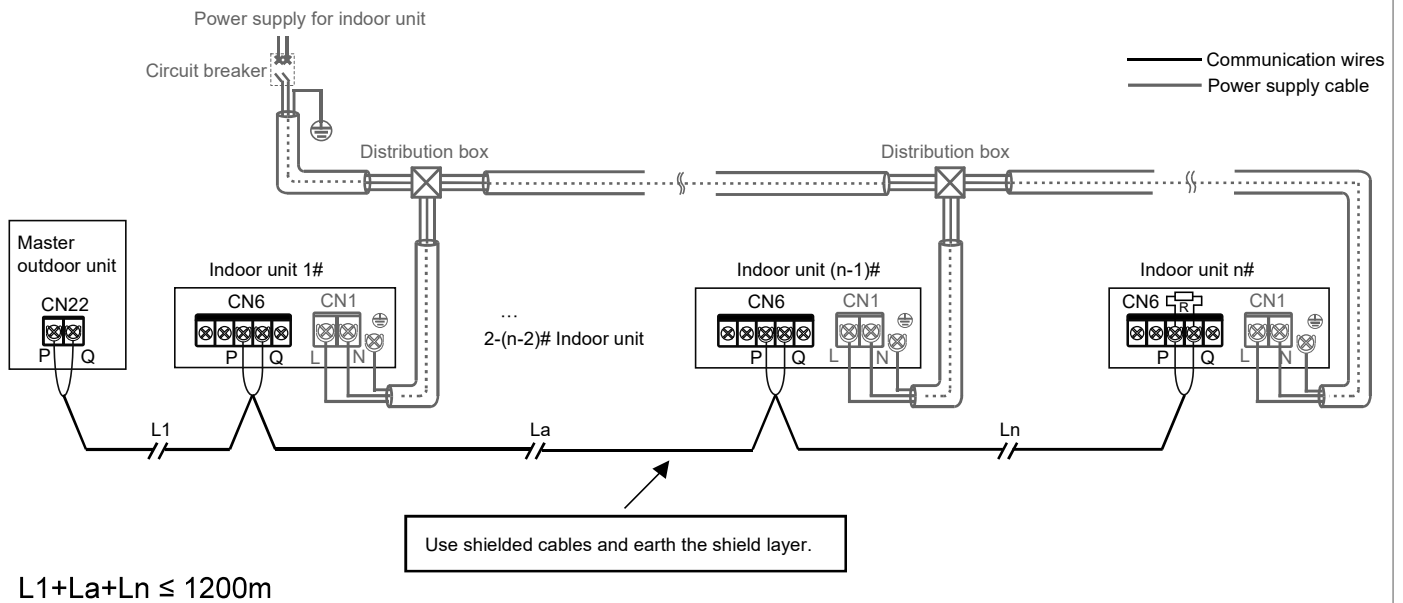 Power supply for indoor unit
Circuit breaker
Communication wires
Power supply cable
Distribution box
Distribution box
Master
outdoor unit
CN22
P Q
Indoor unit 1#
CN6
CN1
P Q
L N
...
2-(n-2)# Indoor unit
Indoor unit (n-1)#
CN6
CN1
P Q
L N
Indoor unit n#
CN6
R
CN1
P Q
L N
L1
La
Ln
Use shielded cables and earth the shield layer.
L1+La+Ln ≤ 1200m